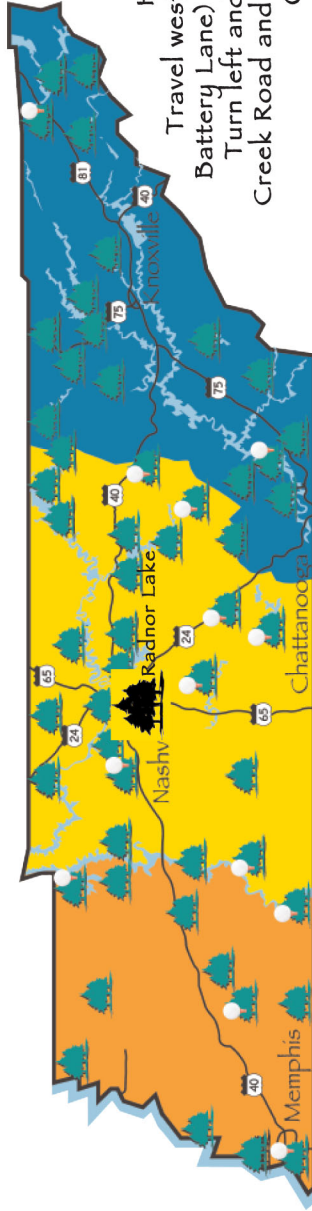 81
40
75
Knoxville
75
40
Radnor Lake
65
24
24
65
Nashv
Chattanooga
40
Memphis
Travel wes
Battery Lane)
Turn left and
Creek Road and